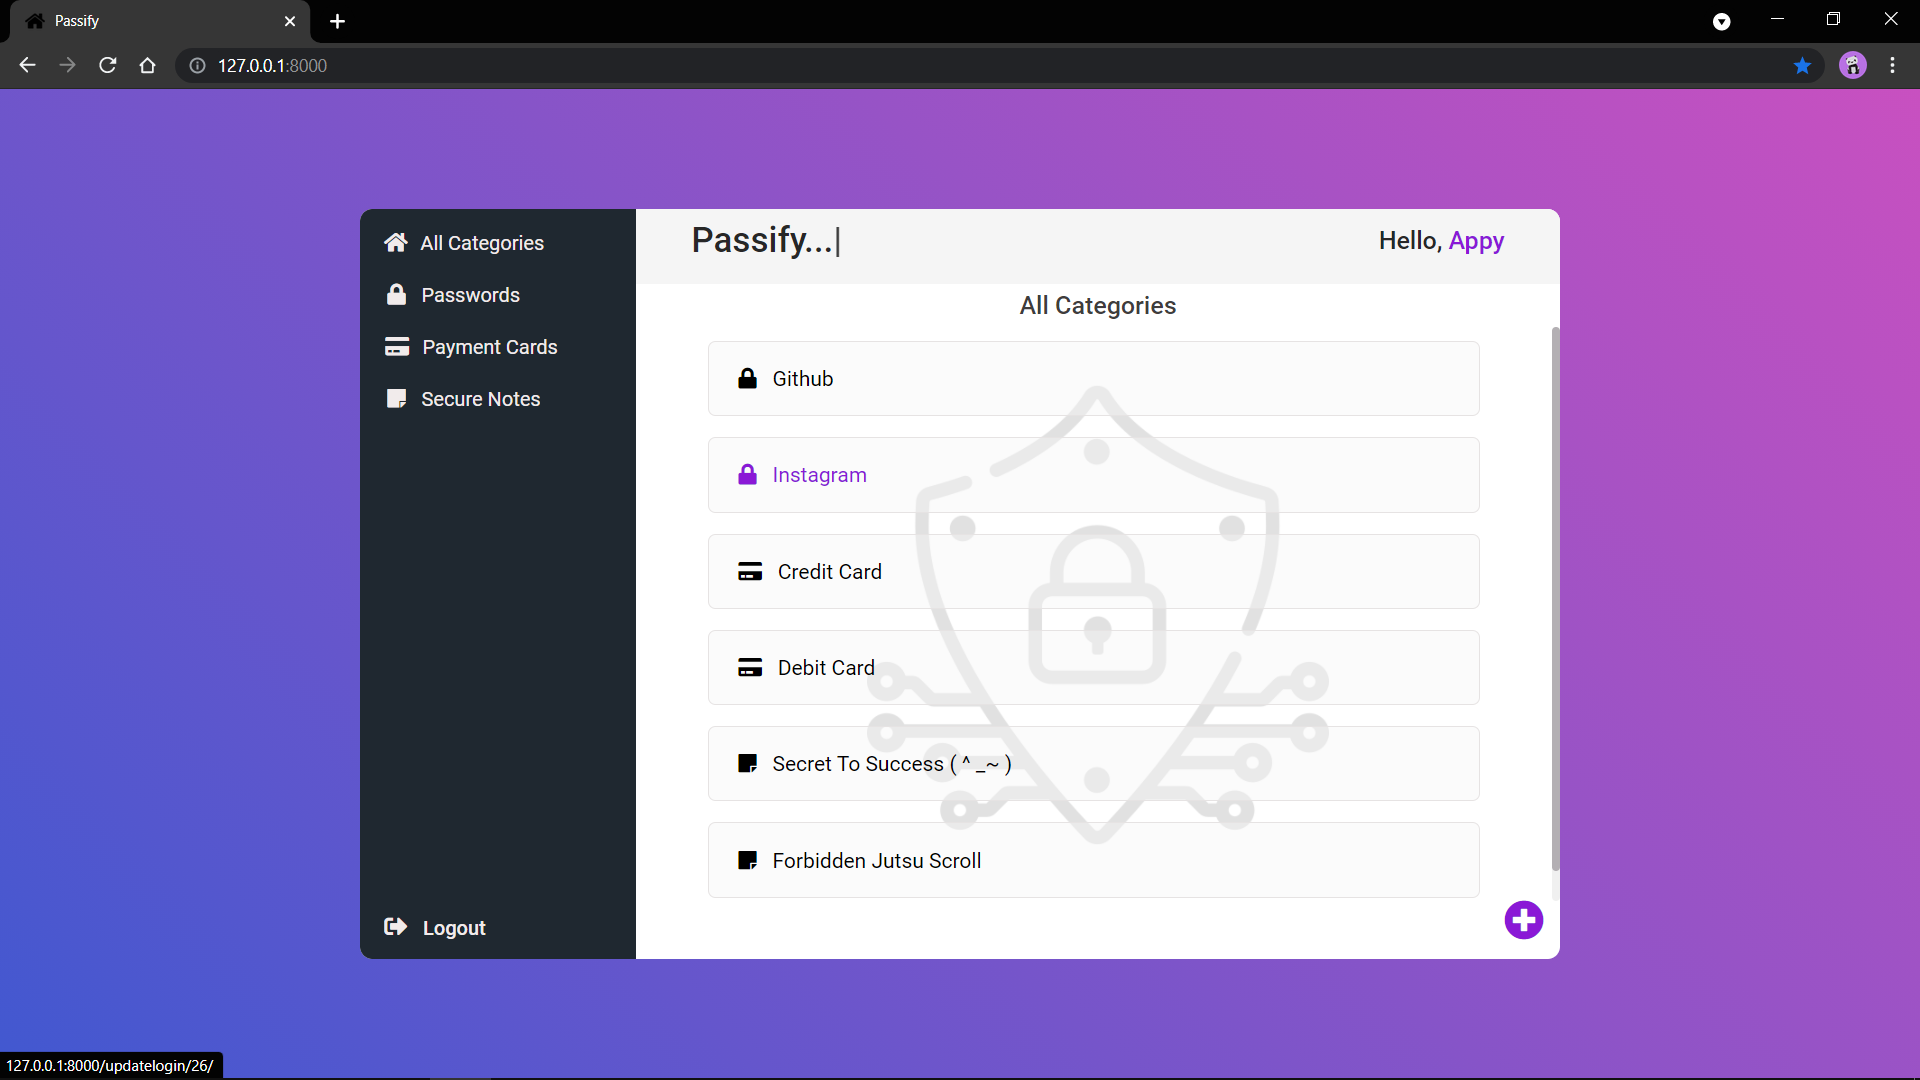 Passify
127.0.0.1:8000
All Categories
Passwords
Payment Cards
Secure Notes
Logout
Passify...|
Hello, Appy
All Categories
Github
Instagram
Credit Card
Debit Card
Secret To Success ( ^ _~ )
Forbidden Jutsu Scroll
127.0.0.1:8000/updatelogin/26/